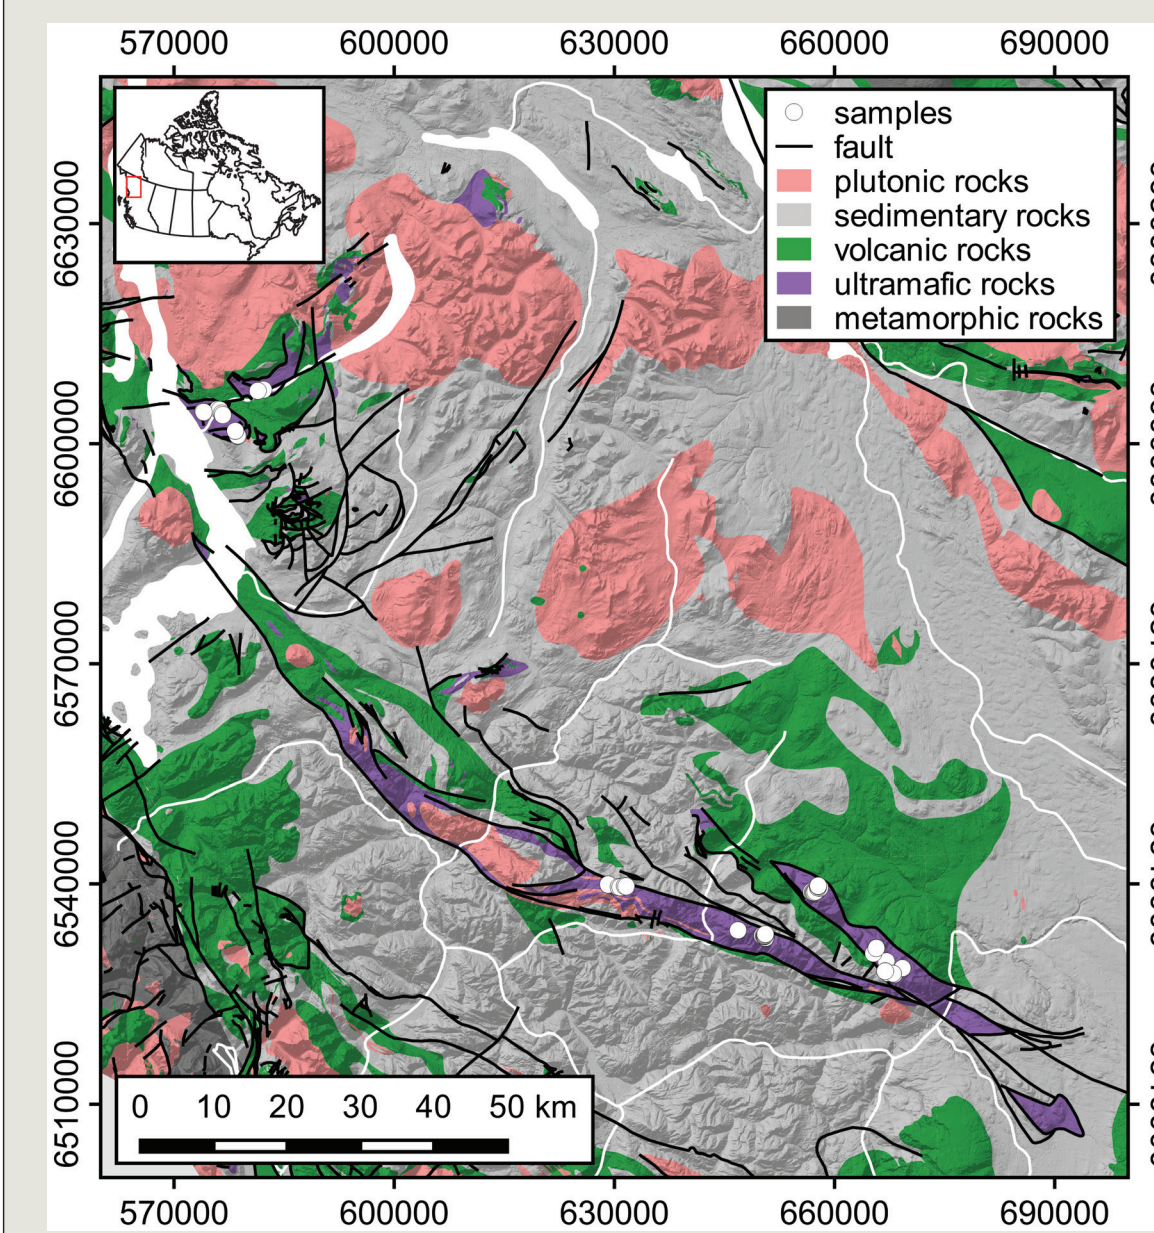 570000 600000 630000 660000 690000
samples
fault
plutonic rocks
sedimentary rocks
volcanic rocks
ultramafic rocks
metamorphic rocks
6630000
6600000
6570000
6540000
6510000
0 10 20 30 40 50 km
570000 600000 630000 660000 690000